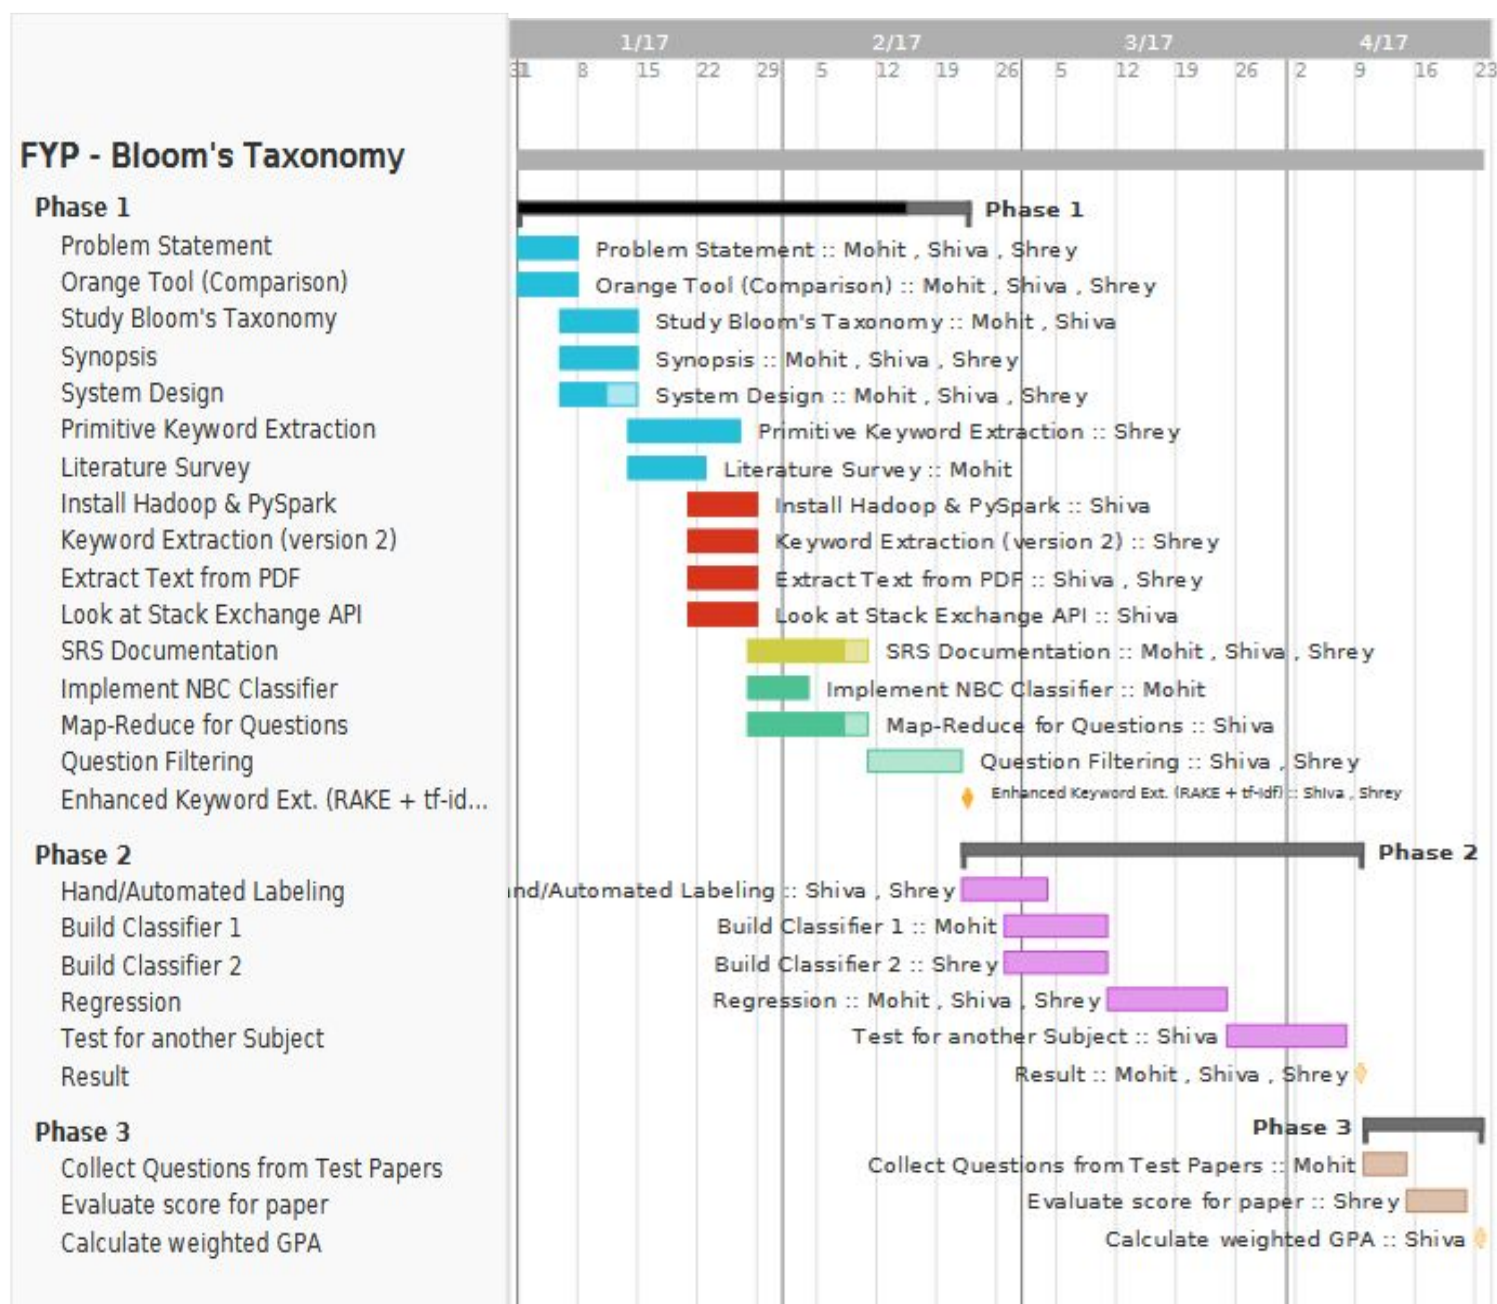 1/17 2/17 3/17 4/17
31 1 8 15 22 29 5 12 19 26 5 12 19 26 2 9 16 23
FYP - Bloom's Taxonomy
Phase 1 Phase 1
Problem Statement Problem Statement :: Mohit , Shiva , Shrey
Orange Tool (Comparison) Orange Tool (Comparison) :: Mohit , Shiva , Shrey
Study Bloom's Taxonomy Study Bloom's Taxonomy :: Mohit , Shiva
Synopsis Synopsis :: Mohit , Shiva , Shrey
System Design System Design :: Mohit , Shiva , Shrey
Primitive Keyword Extraction Primitive Keyword Extraction :: Shrey
Literature Survey Literature Survey :: Mohit
Install Hadoop & PySpark Install Hadoop & PySpark :: Shiva
Keyword Extraction (version 2) Keyword Extraction (version 2) :: Shrey
Extract Text from PDF Extract Text from PDF :: Shiva , Shrey
Look at Stack Exchange API Look at Stack Exchange API :: Shiva
SRS Documentation SRS Documentation :: Mohit , Shiva , Shrey
Implement NBC Classifier Implement NBC Classifier :: Mohit
Map-Reduce for Questions Map-Reduce for Questions :: Shiva
Question Filtering Question Filtering :: Shiva , Shrey
Enhanced Keyword Ext. (RAKE + tf-id... Enhanced Keyword Ext. (RAKE + tf-idf) :: Shiva , Shrey
Phase 2 Phase 2
Hand/Automated Labeling nd/Automated Labeling :: Shiva , Shrey
Build Classifier 1 Build Classifier 1 :: Mohit
Build Classifier 2 Build Classifier 2 :: Shrey
Regression Regression :: Mohit , Shiva , Shrey
Test for another Subject Test for another Subject :: Shiva
Result Result :: Mohit , Shiva , Shrey
Phase 3 Phase 3
Collect Questions from Test Papers Collect Questions from Test Papers :: Mohit
Evaluate score for paper Evaluate score for paper :: Shrey
Calculate weighted GPA Calculate weighted GPA :: Shiva